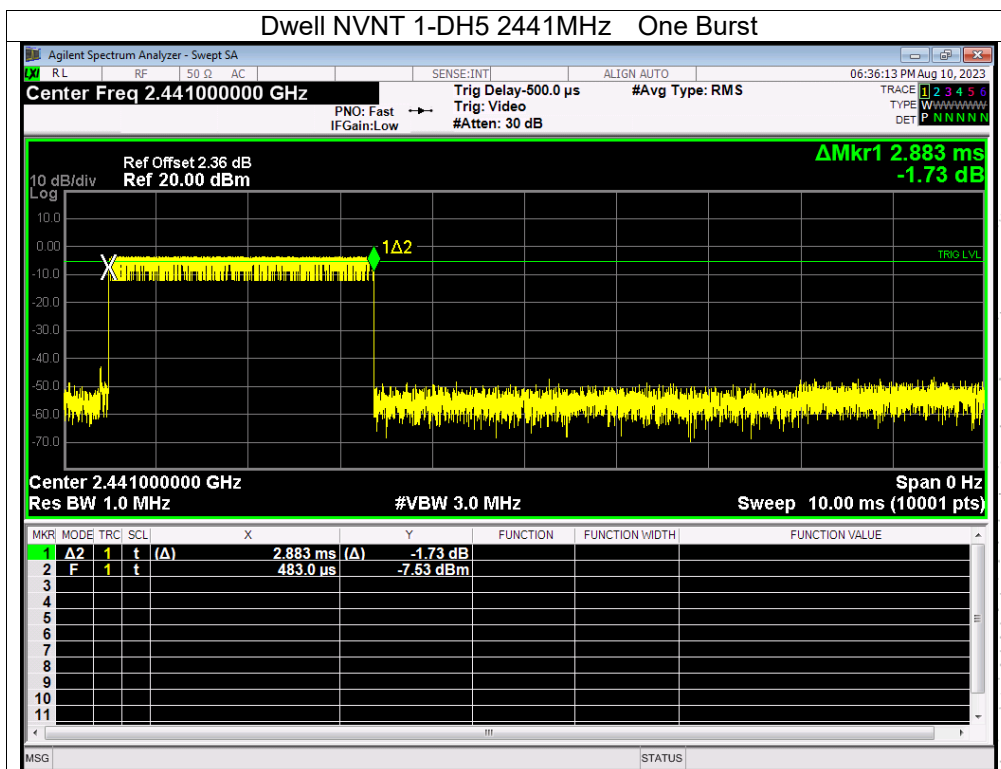 Dwell NVNT 1-DH5 2441MHz One Burst
Agilent Spectrum Analyzer - Swept SA
LXI RL RF 50 Ω AC SENSE:INT ALIGN AUTO 06:36:13 PM Aug 10, 2023
Center Freq 2.441000000 GHz
PNO: Fast
IFGain:Low
Trig Delay-500.0 µs
Trig: Video
#Atten: 30 dB
#Avg Type: RMS
TRACE 1 2 3 4 5 6
TYPE WWWWWW
DET P N N N N N
Ref Offset 2.36 dB
10 dB/div Ref 20.00 dBm
Log
ΔMkr1 2.883 ms
-1.73 dB
10.0
0.00
-10.0
-20.0
-30.0
-40.0
-50.0
-60.0
-70.0
X
1Δ2
TRIG LVL
Center 2.441000000 GHz Span 0 Hz
Res BW 1.0 MHz #VBW 3.0 MHz Sweep 10.00 ms (10001 pts)
MKR MODE TRC SCL X Y FUNCTION FUNCTION WIDTH FUNCTION VALUE
1 Δ2 1 t (Δ) 2.883 ms (Δ) -1.73 dB
2 F 1 t 483.0 µs -7.53 dBm
3
4
5
6
7
8
9
10
11
MSG STATUS